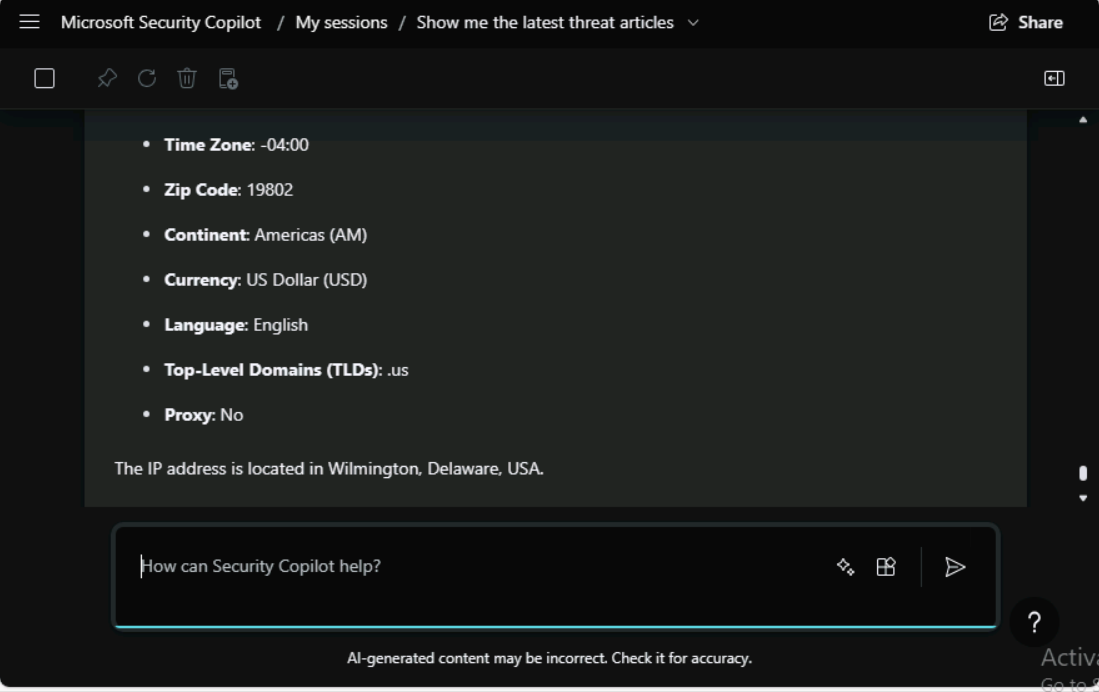 Microsoft Security Copilot / My sessions / Show me the latest threat articles
Share
• Time Zone: -04:00
• Zip Code: 19802
• Continent: Americas (AM)
• Currency: US Dollar (USD)
• Language: English
• Top-Level Domains (TLDs): .us
• Proxy: No
The IP address is located in Wilmington, Delaware, USA.
How can Security Copilot help?
?
AI-generated content may be incorrect. Check it for accuracy.
Activa
Go to S